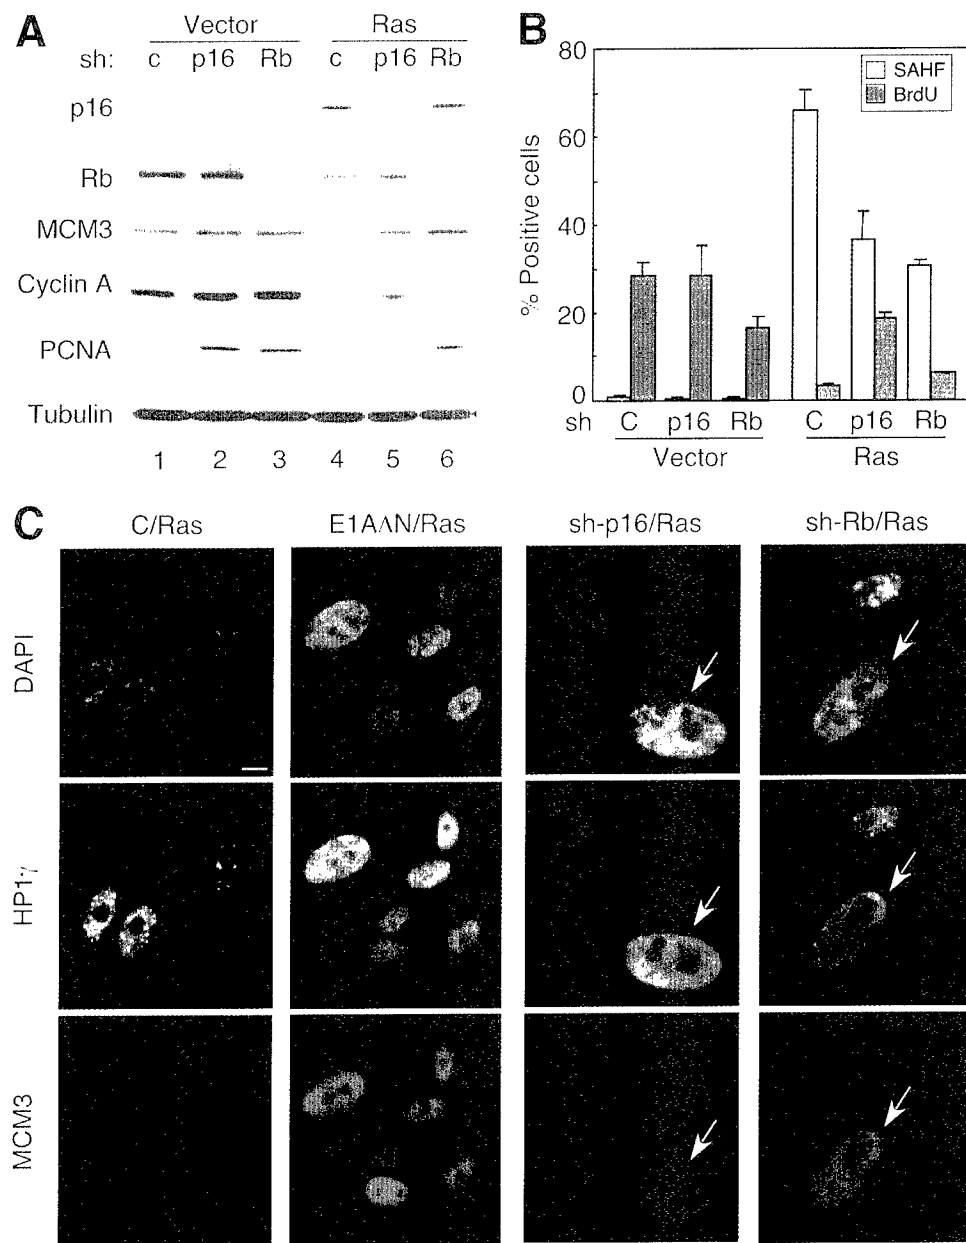 A
Vector Ras
sh: c p16 Rb c p16 Rb
p16
Rb
MCM3
Cyclin A
PCNA
Tubulin
1 2 3 4 5 6
B
80
60
40
20
0
% Positive cells
SAHF
BrdU
sh C p16 Rb C p16 Rb
Vector Ras
C
C/Ras E1AΔN/Ras sh-p16/Ras sh-Rb/Ras
DAPI
HP1γ
MCM3